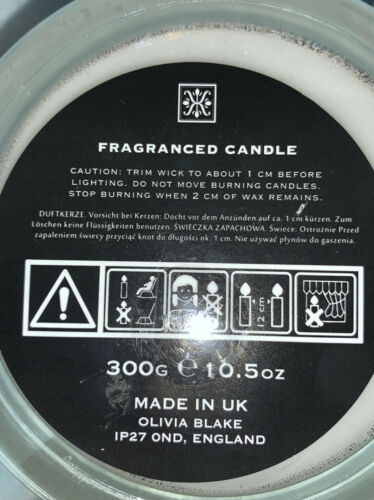 FRAGRANCED CANDLE
CAUTION: TRIM WICK TO ABOUT 1 CM BEFORE
LIGHTING. DO NOT MOVE BURNING CANDLES.
STOP BURNING WHEN 2 CM OF WAX REMAINS.
DUFTKERZE. Vorsicht bei Kerzen: Docht vor dem Anzünden auf ca. 1 cm kürzen. Zum
Löschen keine Flüssigkeiten benutzen. ŚWIECZKA ZAPACHOWA. Świece: Ostrożnie Przed
zapaleniem świecy przyciąć knot do długości ok. 1 cm. Nie używać płynów do gaszenia.
12 cm
300G e 10.5OZ
MADE IN UK
OLIVIA BLAKE
IP27 0ND, ENGLAND